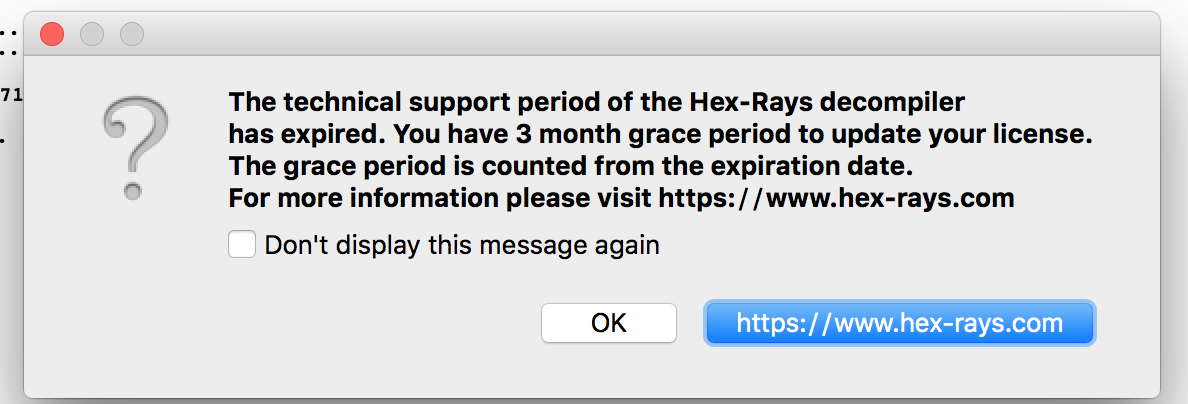 71
The technical support period of the Hex-Rays decompiler
has expired. You have 3 month grace period to update your license.
The grace period is counted from the expiration date.
For more information please visit https://www.hex-rays.com
Don't display this message again
OK
https://www.hex-rays.com